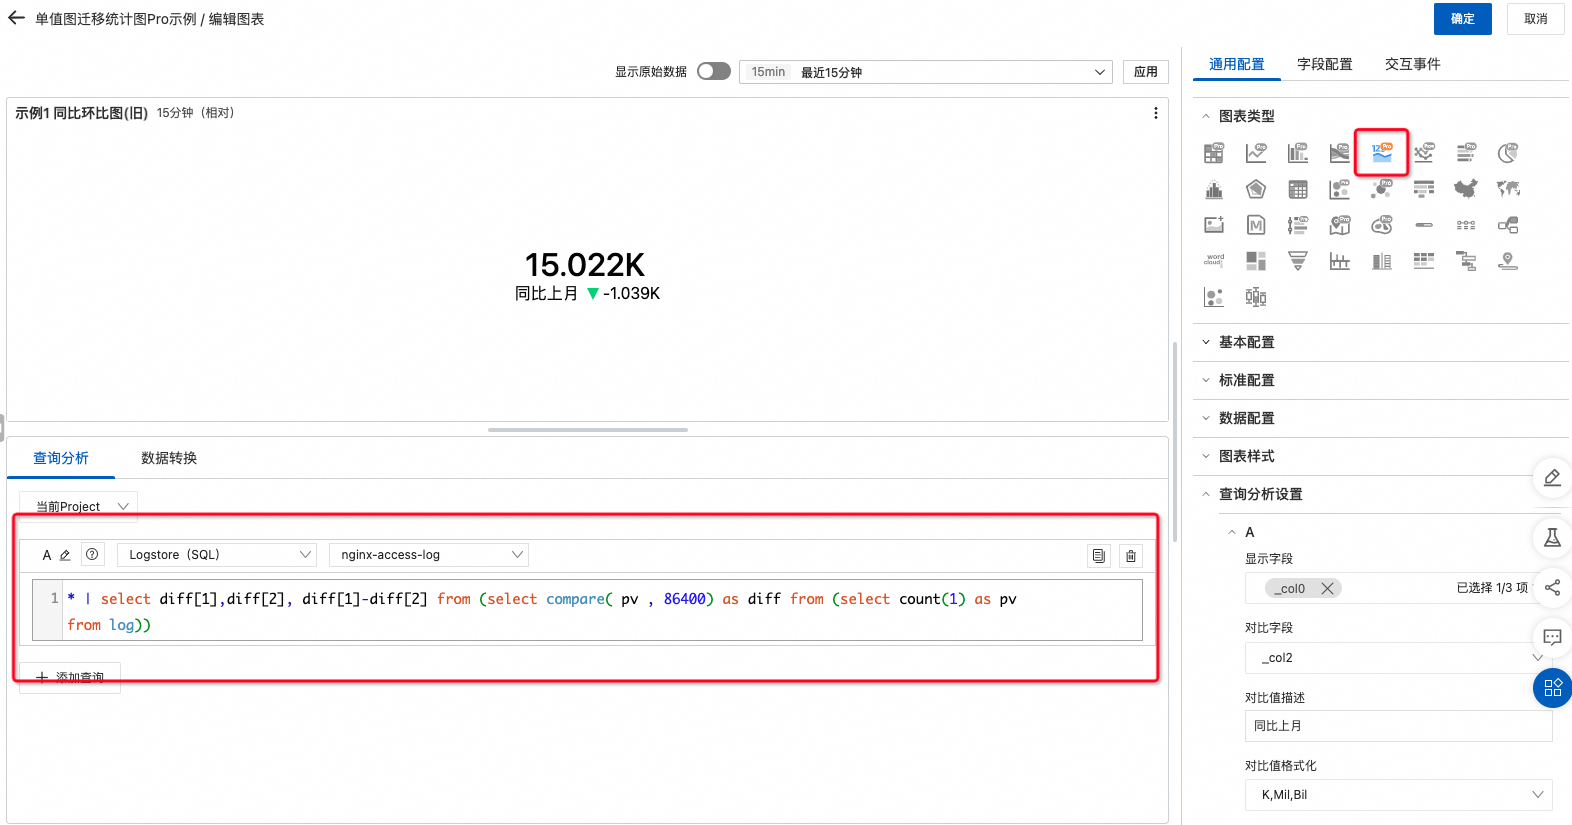 单值图迁移统计图Pro示例 / 编辑图表
确定
取消
显示原始数据
15min 最近15分钟
应用
示例1 同比环比图(旧) 15分钟（相对）
15.022K
同比上月 ▼-1.039K
查询分析
数据转换
当前Project
A
Logstore（SQL）
nginx-access-log
1 * | select diff[1],diff[2], diff[1]-diff[2] from (select compare( pv , 86400) as diff from (select count(1) as pv
from log))
添加查询
通用配置
字段配置
交互事件
图表类型
word
cloud
基本配置
标准配置
数据配置
图表样式
查询分析设置
A
显示字段
_col0
已选择 1/3 项
对比字段
_col2
对比值描述
同比上月
对比值格式化
K,Mil,Bil